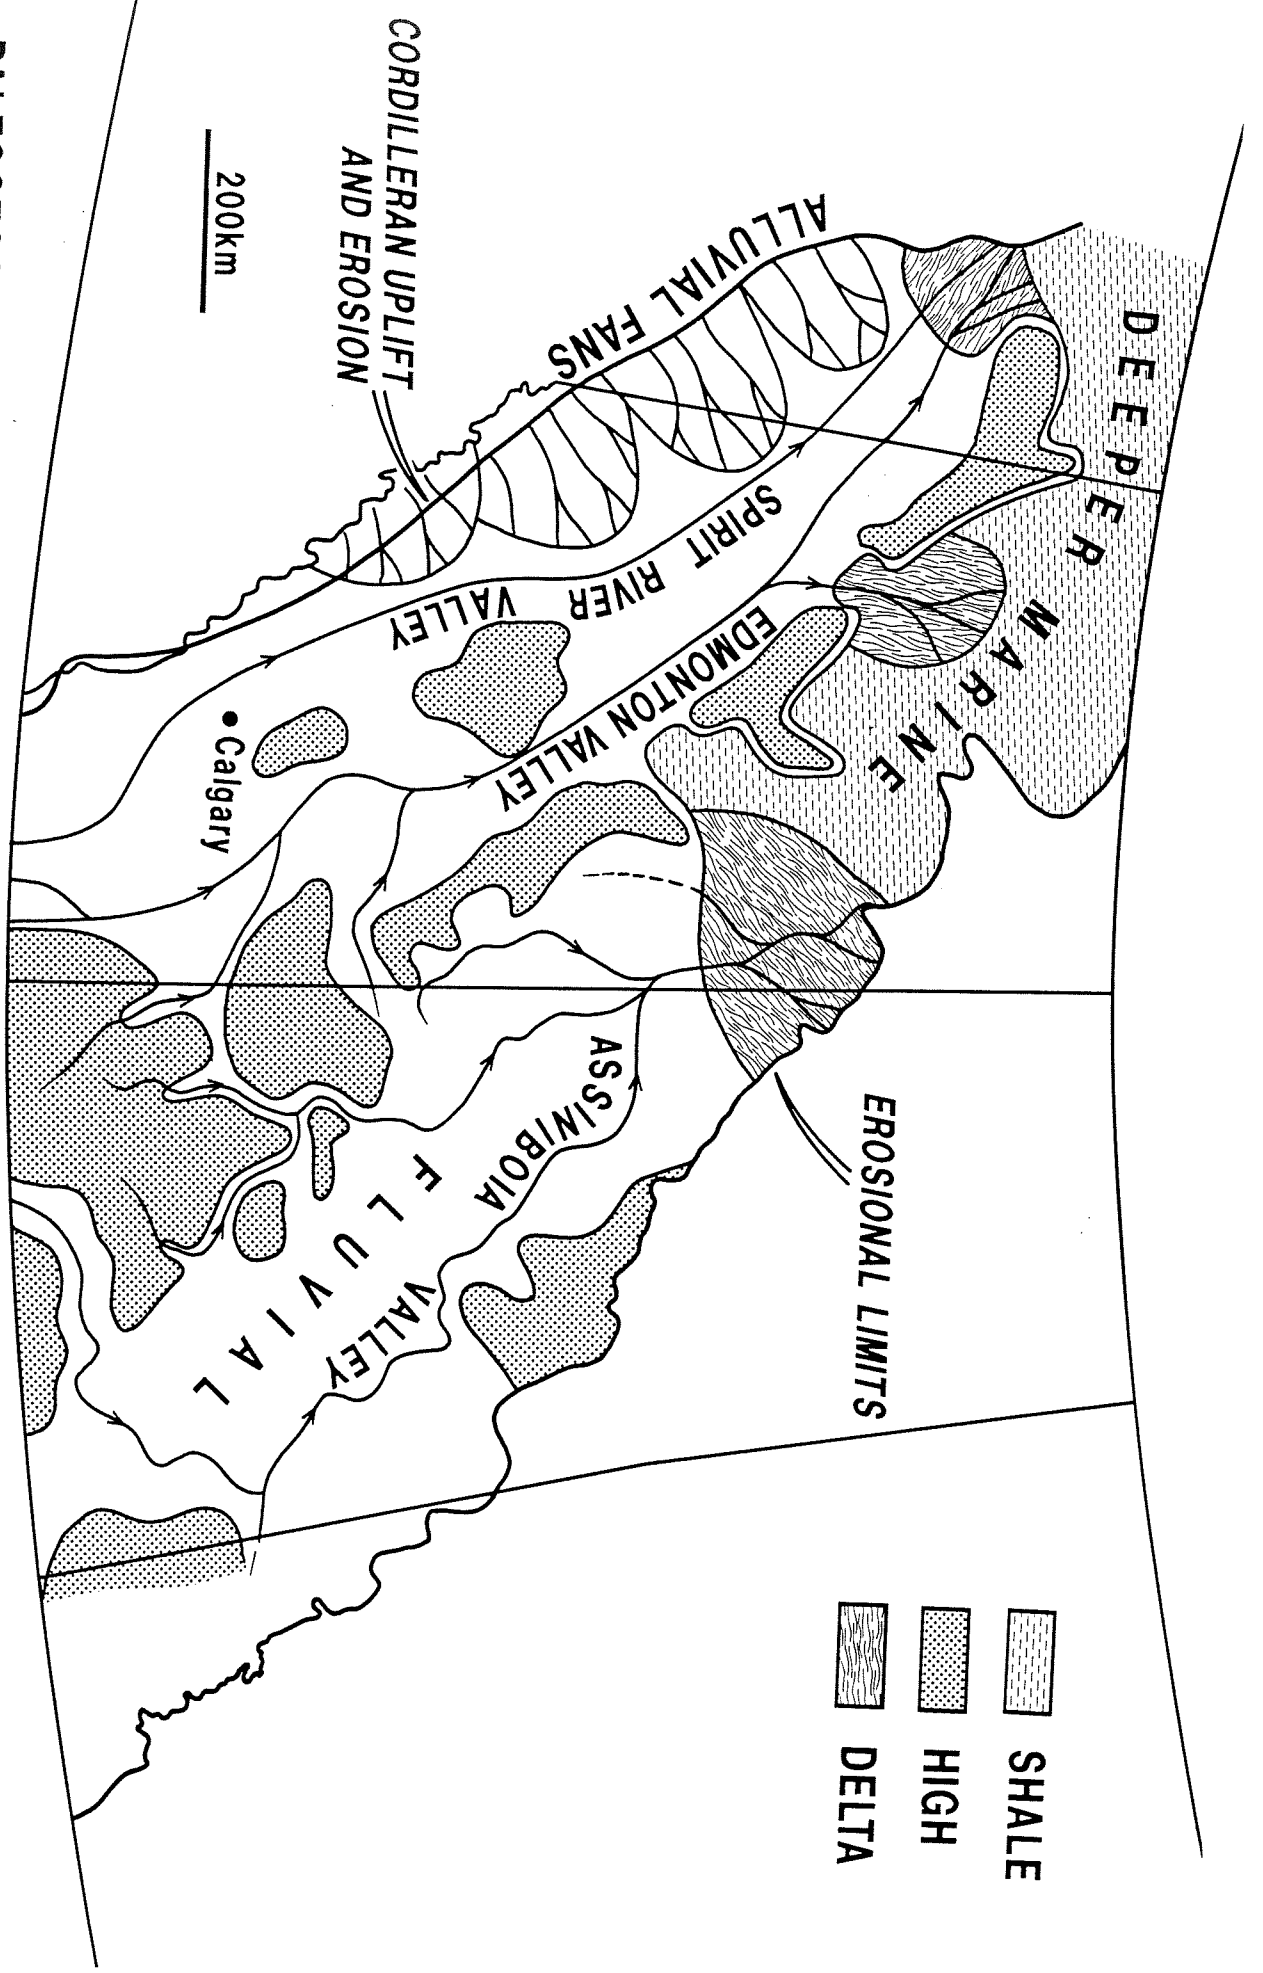 DEEPER MARINE
ALLUVIAL FANS
CORDILLERAN UPLIFT
AND EROSION
200km
SPIRIT RIVER VALLEY
EDMONTON VALLEY
Calgary
ASSINIBOIA VALLEY
FLUVIAL
EROSIONAL LIMITS
SHALE
HIGH
DELTA